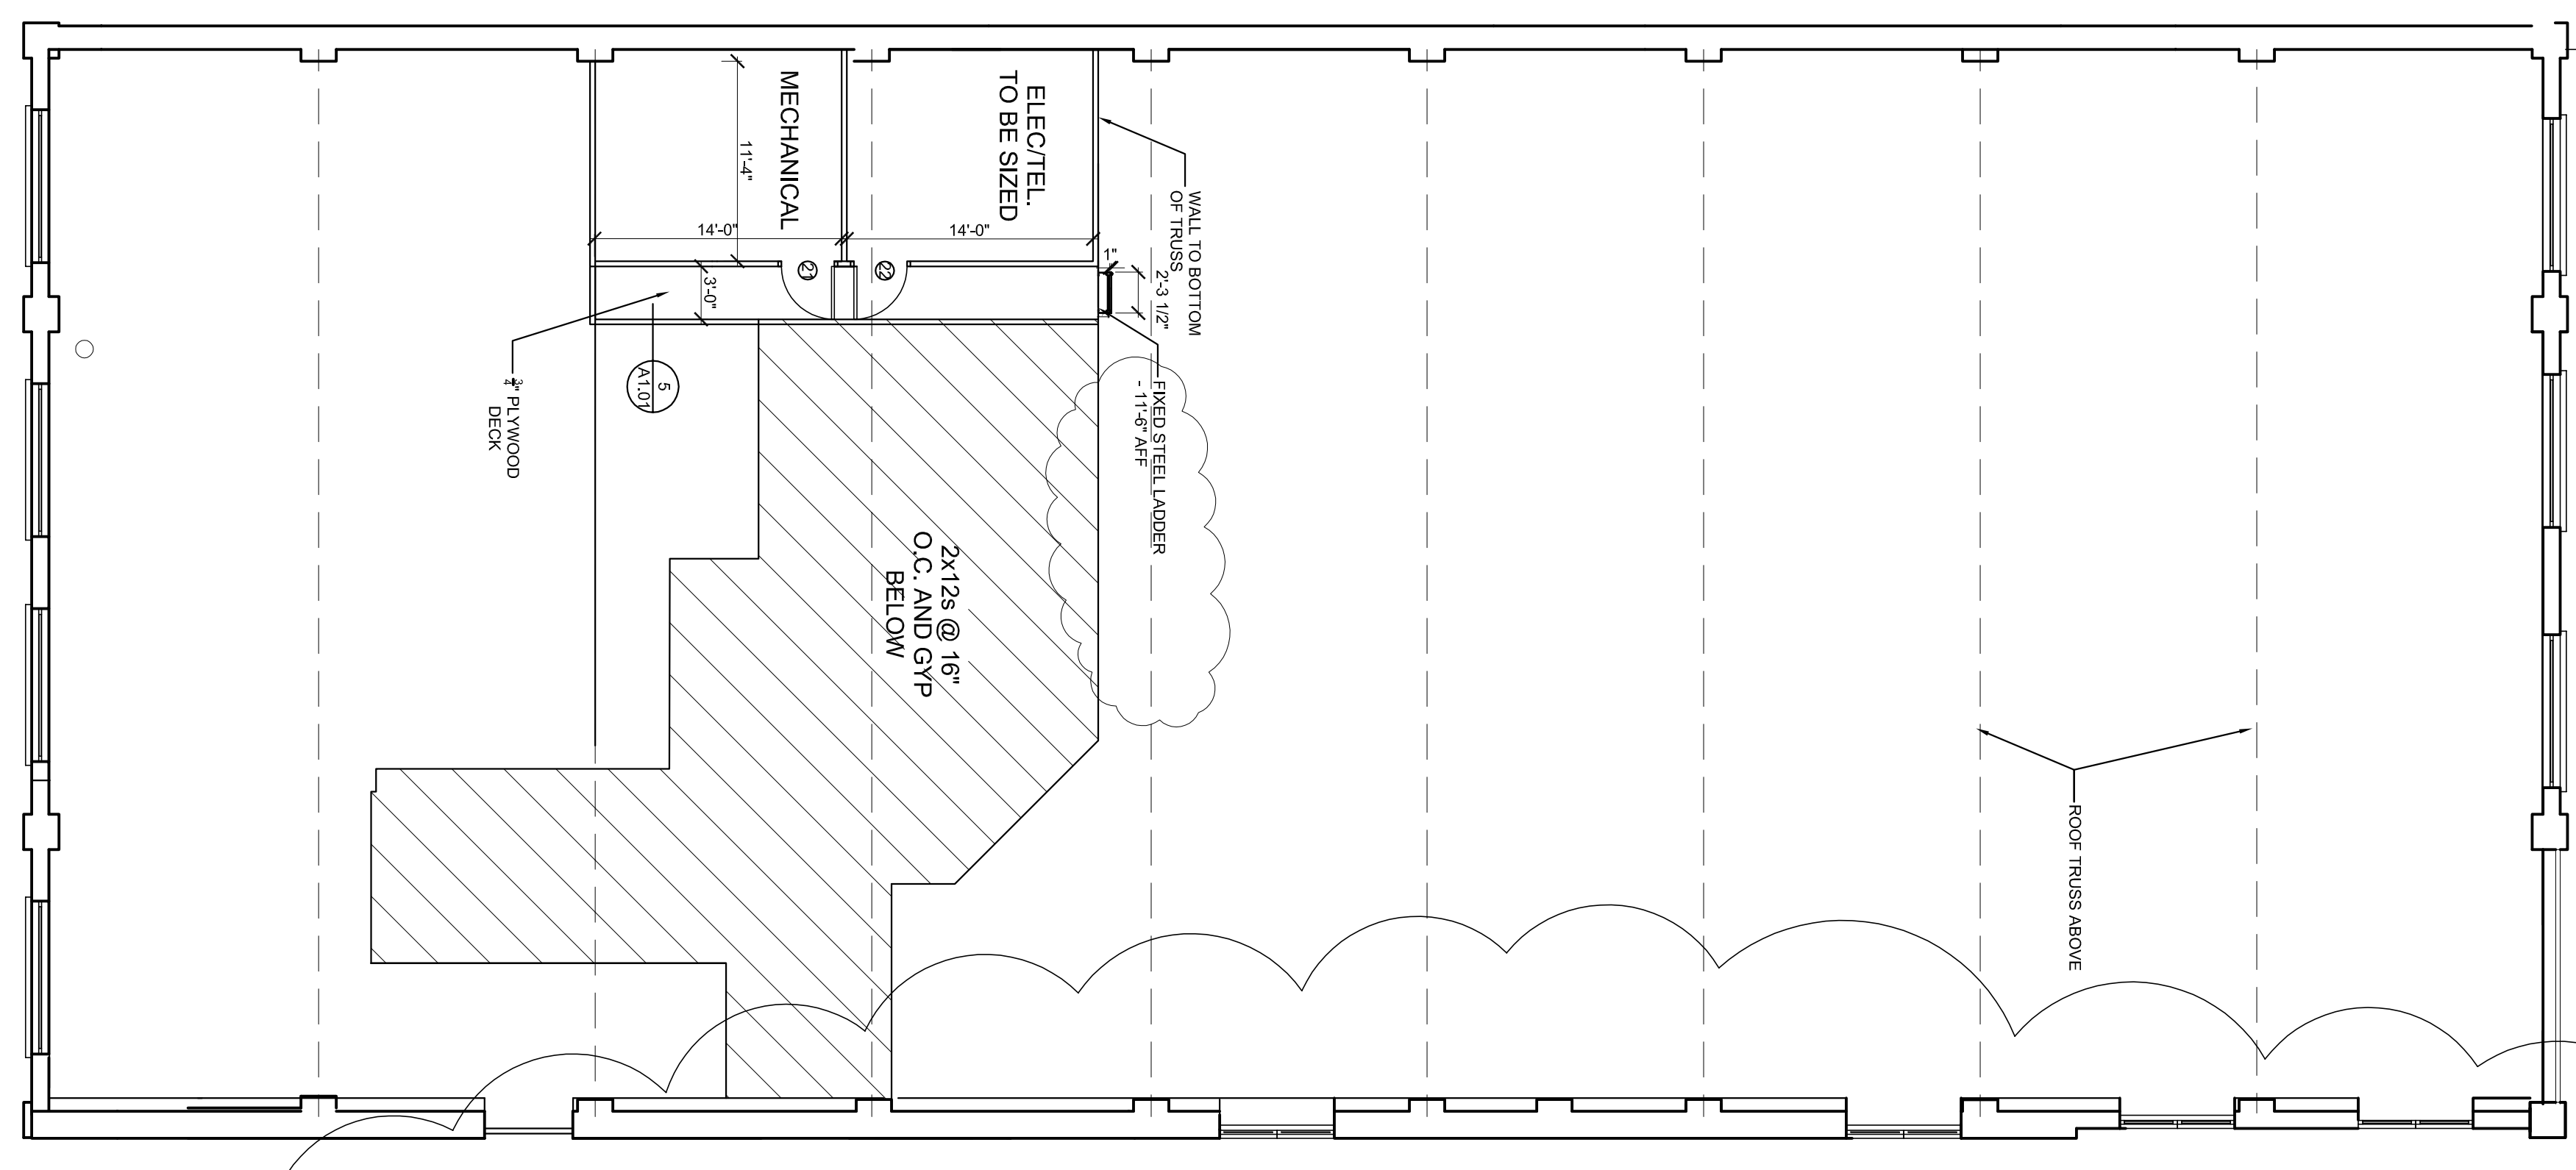 ELEC/TEL.
TO BE SIZED
MECHANICAL
11'-4"
14'-0"
14'-0"
WALL TO BOTTOM
OF TRUSS
1"
2'-3 1/2"
21
22
3'-0"
FIXED STEEL LADDER
- 11'-6" AFF
5
A1.01
3/4" PLYWOOD
DECK
2x12s @ 16"
O.C. AND GYP
BELOW
ROOF TRUSS ABOVE